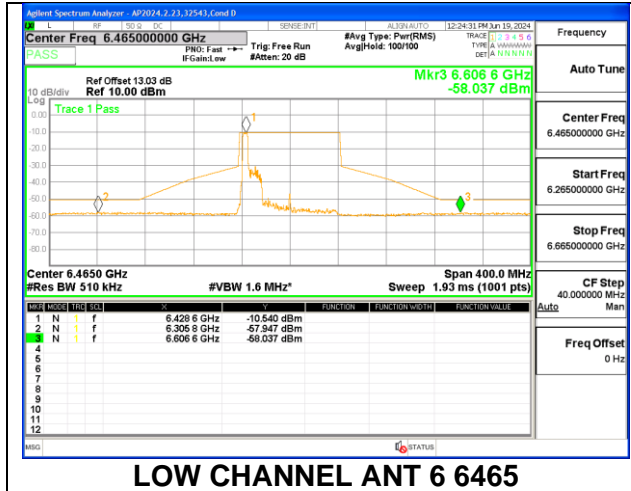 Agilent Spectrum Analyzer - AP2024.2.23,32543,Cond D
L RF 50 Ω DC SENSE:INT ALIGN AUTO 12:24:31 PM Jun 19, 2024
Center Freq 6.465000000 GHz #Avg Type: Pwr(RMS) TRACE 1 2 3 4 5 6
PASS PNO: Fast Trig: Free Run Avg|Hold: 100/100 TYPE A WWWWW
IFGain:Low #Atten: 20 dB DET A N N N N N
Mkr3 6.606 6 GHz
Ref Offset 13.03 dB
10 dB/div Ref 10.00 dBm -58.037 dBm
Log
Trace 1 Pass
0.00
1
-10.0
-20.0
-30.0
-40.0
-50.0
2 3
-60.0
-70.0
-80.0
Center 6.4650 GHz Span 400.0 MHz
#Res BW 510 kHz #VBW 1.6 MHz* Sweep 1.93 ms (1001 pts)
MKR MODE TRC SCL X Y FUNCTION FUNCTION WIDTH FUNCTION VALUE
1 N 1 f 6.428 6 GHz -10.540 dBm
2 N 1 f 6.305 8 GHz -57.947 dBm
3 N 1 f 6.606 6 GHz -58.037 dBm
4
5
6
7
8
9
10
11
12
MSG STATUS
Frequency
Auto Tune
Center Freq
6.465000000 GHz
Start Freq
6.265000000 GHz
Stop Freq
6.665000000 GHz
CF Step
40.000000 MHz
Auto Man
Freq Offset
0 Hz
LOW CHANNEL ANT 6 6465